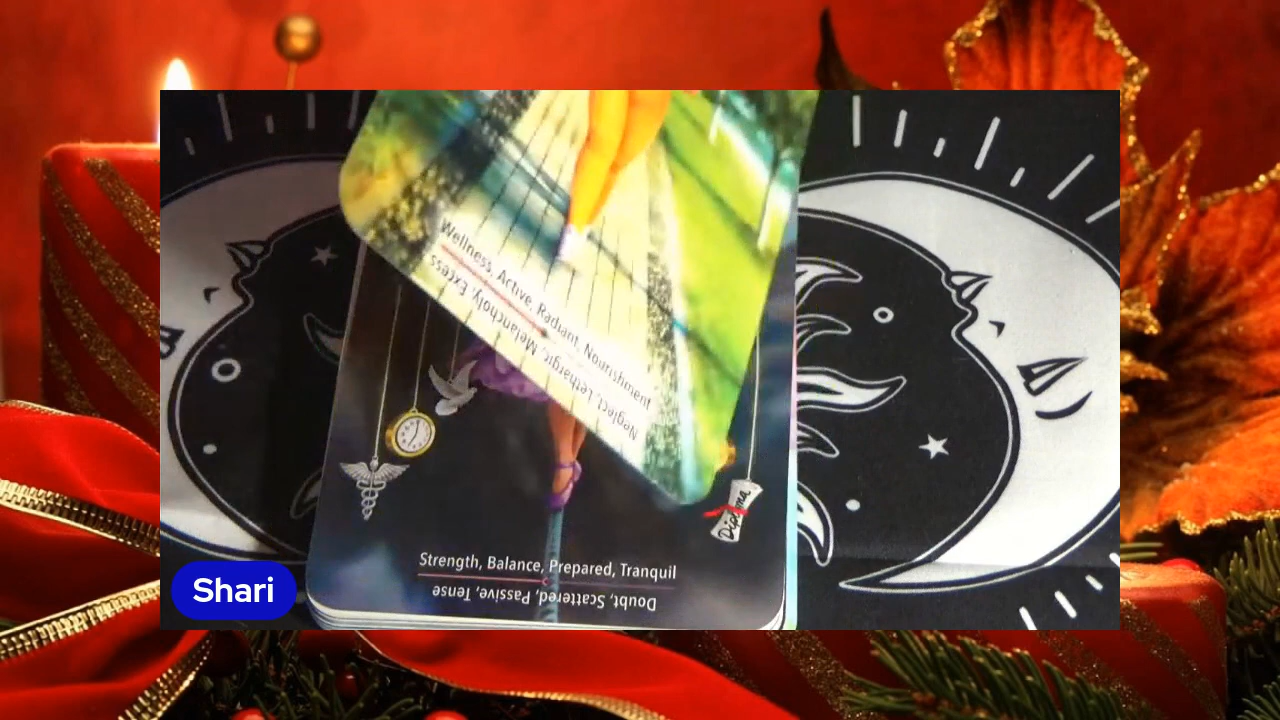 Wellness, Active, Radiant, Nourishment
Neglect, Lethargic, Melancholy, Excess
Diploma
Strength, Balance, Prepared, Tranquil
Doubt, Scattered, Passive, Tense
Shari